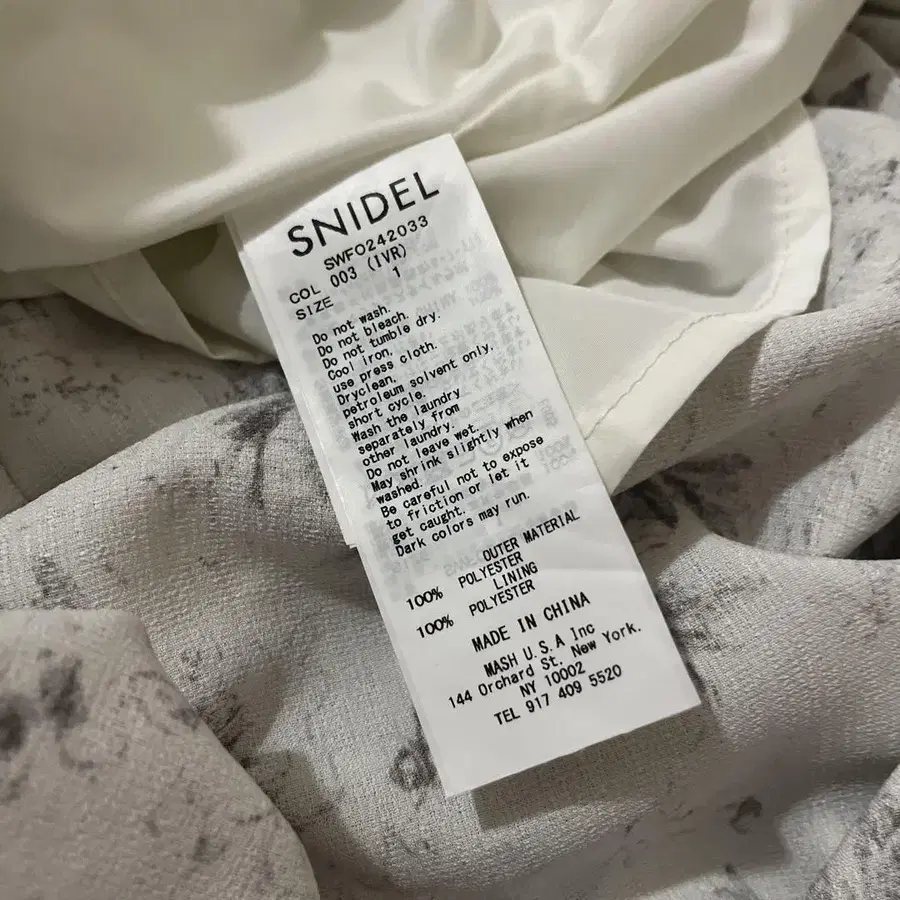 SNIDEL
SWFO242033
COL 003 (IVR)
SIZE 1
Do not wash.
Do not bleach.
Do not tumble dry.
Cool iron.
use press cloth.
Dryclean.
petroleum solvent only,
short cycle.
Wash the laundry
separately from
other laundry.
Do not leave wet.
May shrink slightly when
washed.
Be careful not to expose
to friction or let it
get caught.
Dark colors may run.
OUTER MATERIAL
100% POLYESTER
LINING
100% POLYESTER
MADE IN CHINA
MASH U.S.A Inc
144 Orchard St, New York.
NY 10002
TEL 917 409 5520